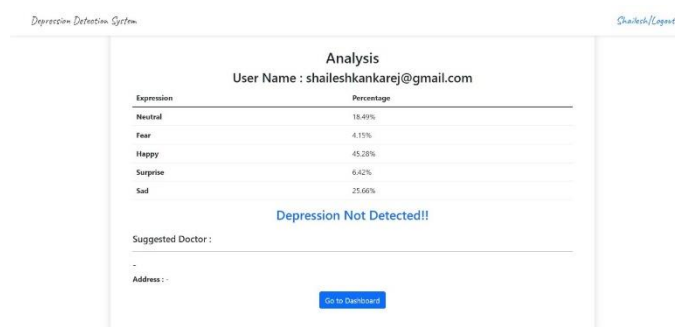 Depression Detection System
Shailesh/Logout
Analysis
User Name : shaileshkankarej@gmail.com
Expression Percentage
Neutral 18.49%
Fear 4.15%
Happy 45.28%
Surprise 6.42%
Sad 25.66%
Depression Not Detected!!
Suggested Doctor :
-
Address : -
Go to Dashboard